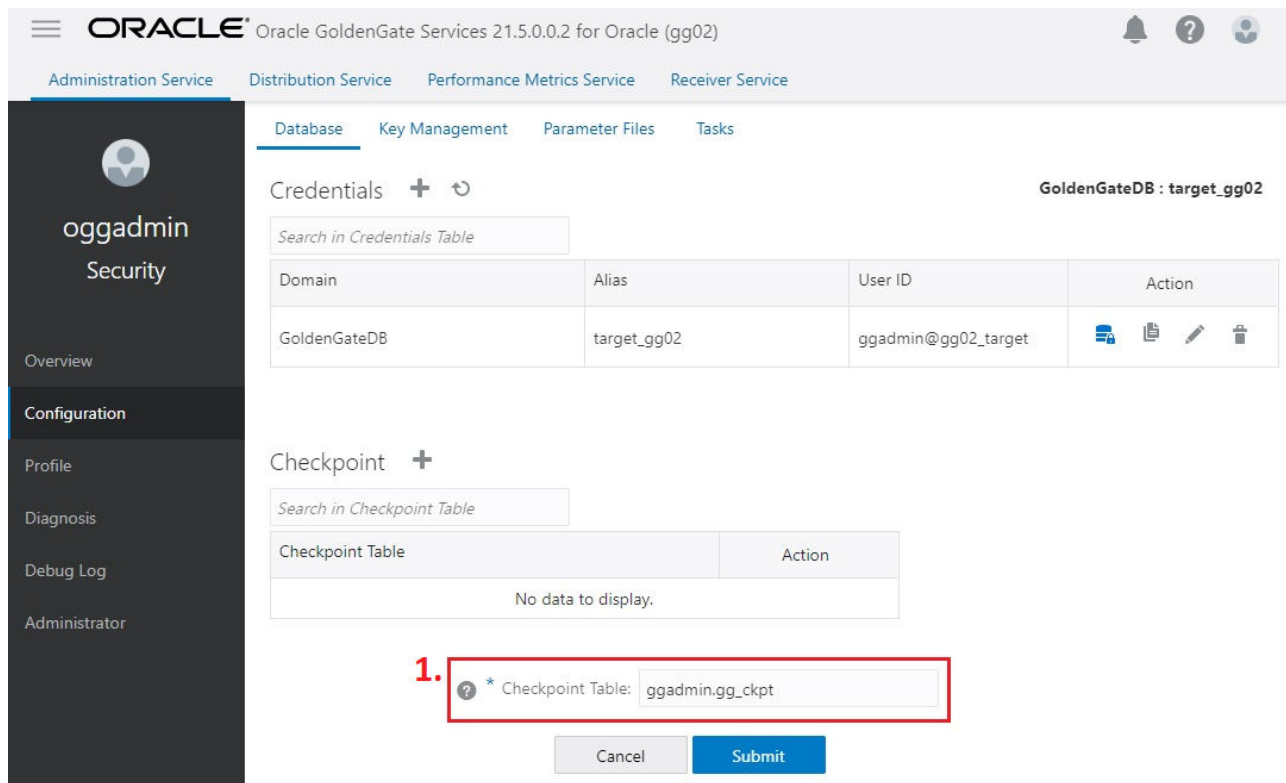 ORACLE Oracle GoldenGate Services 21.5.0.0.2 for Oracle (gg02)
Administration Service Distribution Service Performance Metrics Service Receiver Service
oggadmin
Security
Overview
Configuration
Profile
Diagnosis
Debug Log
Administrator
Database Key Management Parameter Files Tasks
Credentials
GoldenGateDB : target_gg02
Search in Credentials Table
Domain Alias User ID Action
GoldenGateDB target_gg02 ggadmin@gg02_target
Checkpoint
Search in Checkpoint Table
Checkpoint Table Action
No data to display.
1.
* Checkpoint Table: ggadmin.gg_ckpt
Cancel Submit